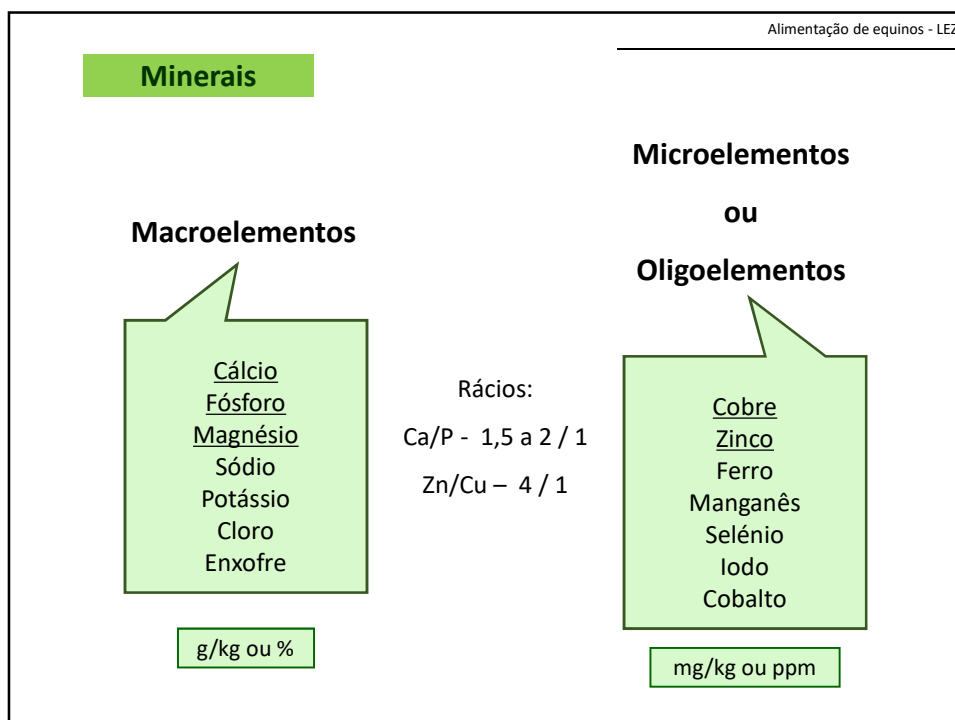 Alimentação de equinos - LEZ
Minerais
Macroelementos
Cálcio
Fósforo
Magnésio
Sódio
Potássio
Cloro
Enxofre
g/kg ou %
Rácios:
Ca/P - 1,5 a 2 / 1
Zn/Cu – 4 / 1
Microelementos
ou
Oligoelementos
Cobre
Zinco
Ferro
Manganês
Selénio
Iodo
Cobalto
mg/kg ou ppm